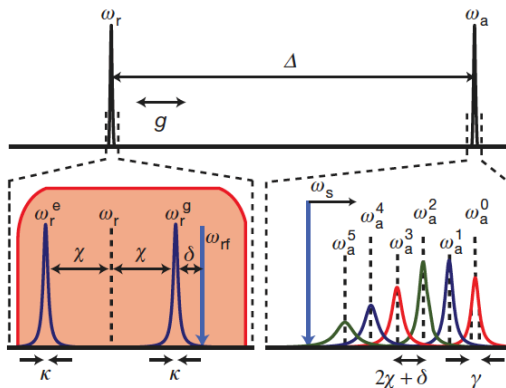 ω_r ω_a
Δ
g
ω_r^e ω_r ω_r^g ω_rf
χ χ δ
κ κ
ω_s
ω_a^5 ω_a^4 ω_a^3 ω_a^2 ω_a^1 ω_a^0
2χ + δ γ